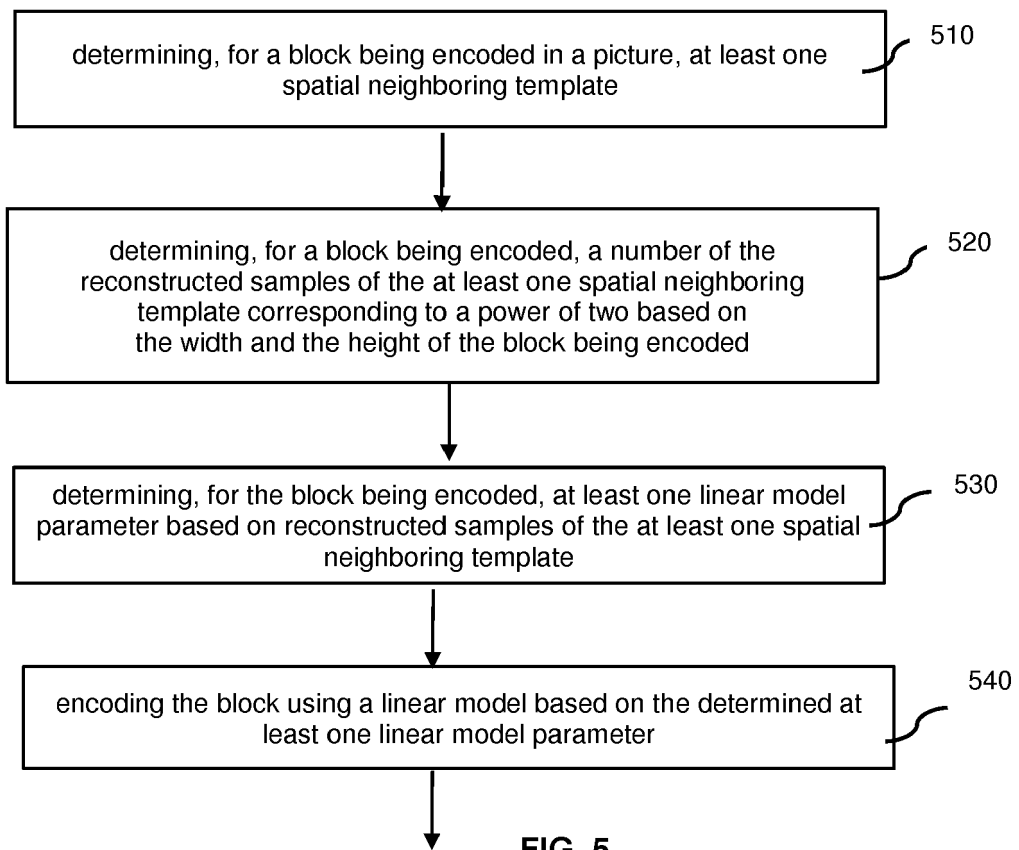 determining, for a block being encoded in a picture, at least one
spatial neighboring template
510
determining, for a block being encoded, a number of the
reconstructed samples of the at least one spatial neighboring
template corresponding to a power of two based on
the width and the height of the block being encoded
520
determining, for the block being encoded, at least one linear model
parameter based on reconstructed samples of the at least one spatial
neighboring template
530
encoding the block using a linear model based on the determined at
least one linear model parameter
540
FIG. 5